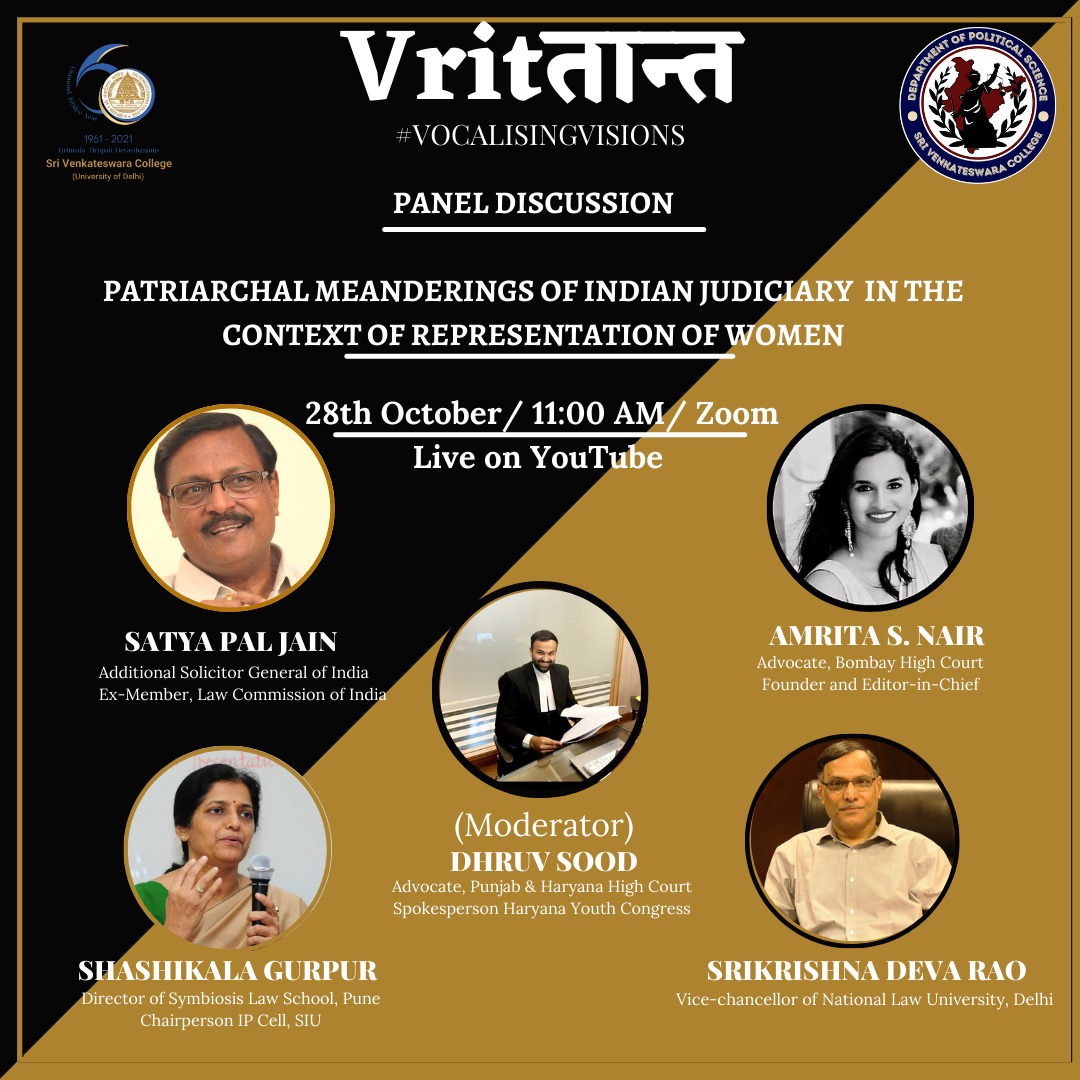 Vritतान्त
#VOCALISINGVISIONS
1961 - 2021
Tirumala Tirupati Devasthanams
Sri Venkateswara College
(University of Delhi)
DEPARTMENT OF POLITICAL SCIENCE
SRI VENKATESWARA COLLEGE
PANEL DISCUSSION
PATRIARCHAL MEANDERINGS OF INDIAN JUDICIARY IN THE
CONTEXT OF REPRESENTATION OF WOMEN
28th October/ 11:00 AM/ Zoom
Live on YouTube
SATYA PAL JAIN
Additional Solicitor General of India
Ex-Member, Law Commission of India
AMRITA S. NAIR
Advocate, Bombay High Court
Founder and Editor-in-Chief
(Moderator)
DHRUV SOOD
Advocate, Punjab & Haryana High Court
Spokesperson Haryana Youth Congress
SHASHIKALA GURPUR
Director of Symbiosis Law School, Pune
Chairperson IP Cell, SIU
SRIKRISHNA DEVA RAO
Vice-chancellor of National Law University, Delhi